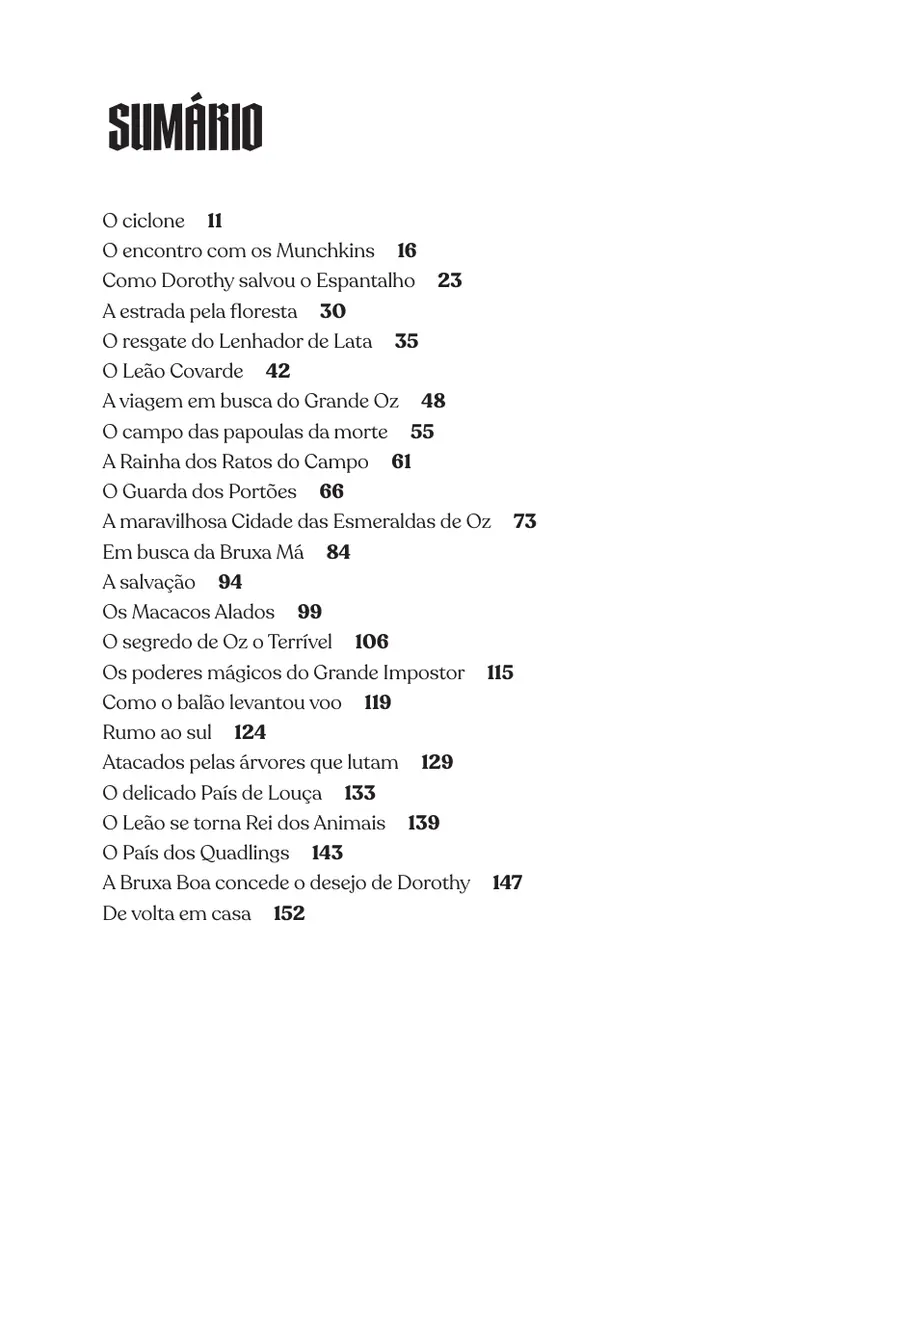 SUMÁRIO
O ciclone 11
O encontro com os Munchkins 16
Como Dorothy salvou o Espantalho 23
A estrada pela floresta 30
O resgate do Lenhador de Lata 35
O Leão Covarde 42
A viagem em busca do Grande Oz 48
O campo das papoulas da morte 55
A Rainha dos Ratos do Campo 61
O Guarda dos Portões 66
A maravilhosa Cidade das Esmeraldas de Oz 73
Em busca da Bruxa Má 84
A salvação 94
Os Macacos Alados 99
O segredo de Oz o Terrível 106
Os poderes mágicos do Grande Impostor 115
Como o balão levantou voo 119
Rumo ao sul 124
Atacados pelas árvores que lutam 129
O delicado País de Louça 133
O Leão se torna Rei dos Animais 139
O País dos Quadlings 143
A Bruxa Boa concede o desejo de Dorothy 147
De volta em casa 152